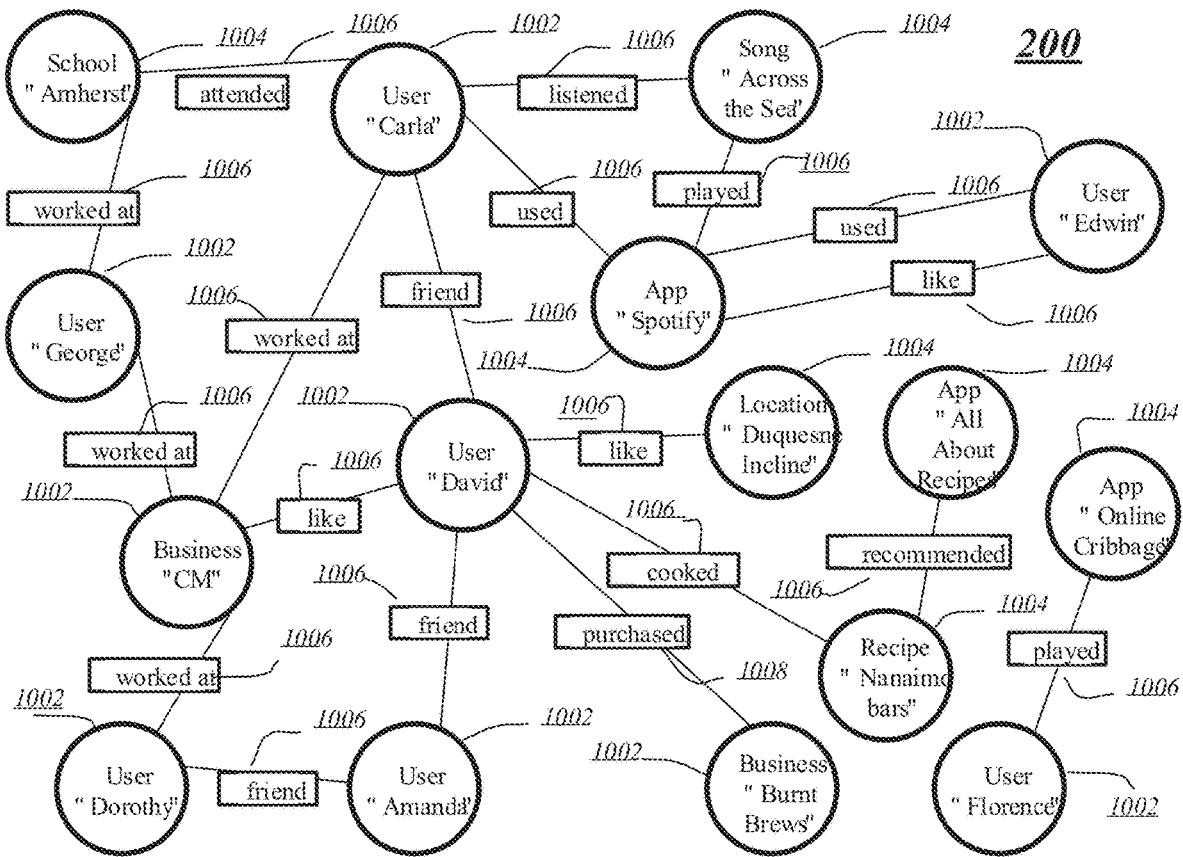 200
1004
1006
1002
1006
1004
School
"Amherst"
attended
User
"Carla"
listened
Song
"Across
the Sea"
1002
1006
worked at
1006
used
played
1006
1006
used
User
"Edwin"
1002
User
"George"
1006
worked at
friend
1006
App
"Spotify"
1004
like
1006
1006
worked at
1002
User
"David"
1006
like
1004
Location
"Duquesne
Incline"
1004
App
"All
About
Recipes"
1004
App
"Online
Cribbage"
1002
Business
"CM"
1006
like
1006
cooked
recommended
1006
1006
friend
purchased
1008
1004
Recipe
"Nanaimo
bars"
played
1006
worked at
1006
1002
User
"Dorothy"
1006
friend
1002
User
"Amanda"
1002
Business
"Burnt
Brews"
User
"Florence"
1002